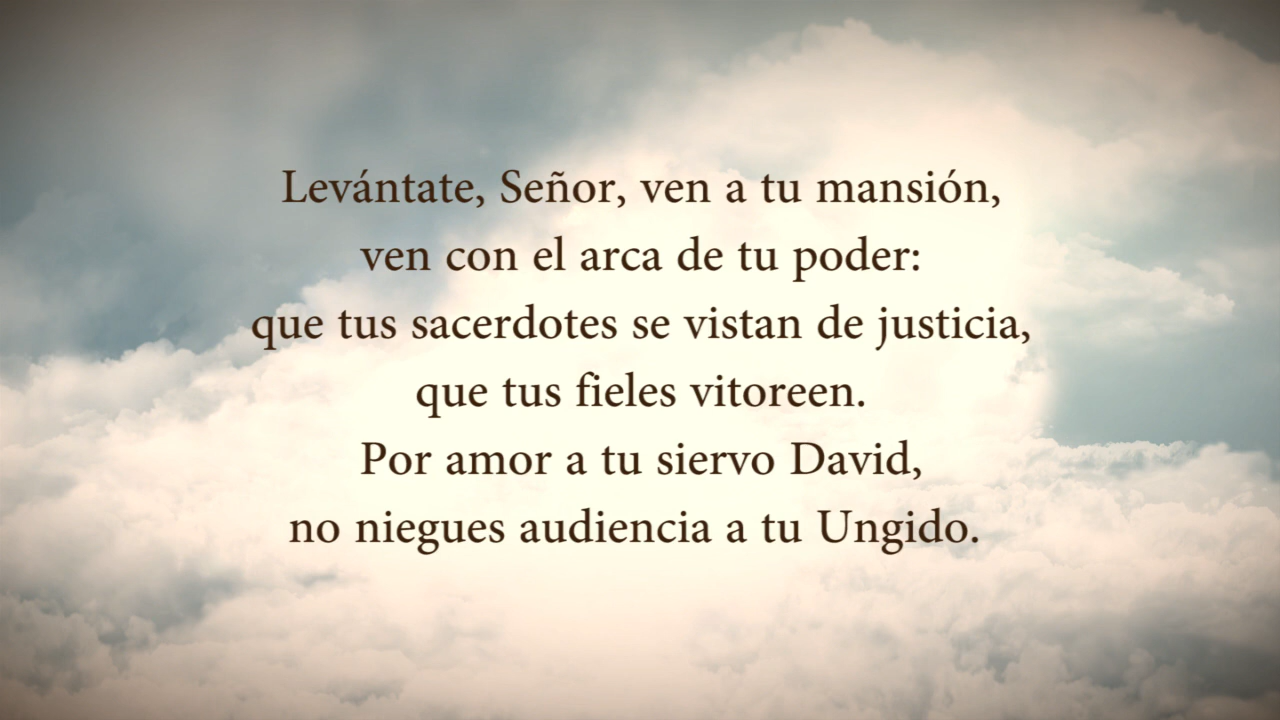 Levántate, Señor, ven a tu mansión,
ven con el arca de tu poder:
que tus sacerdotes se vistan de justicia,
que tus fieles vitoreen.
Por amor a tu siervo David,
no niegues audiencia a tu Ungido.